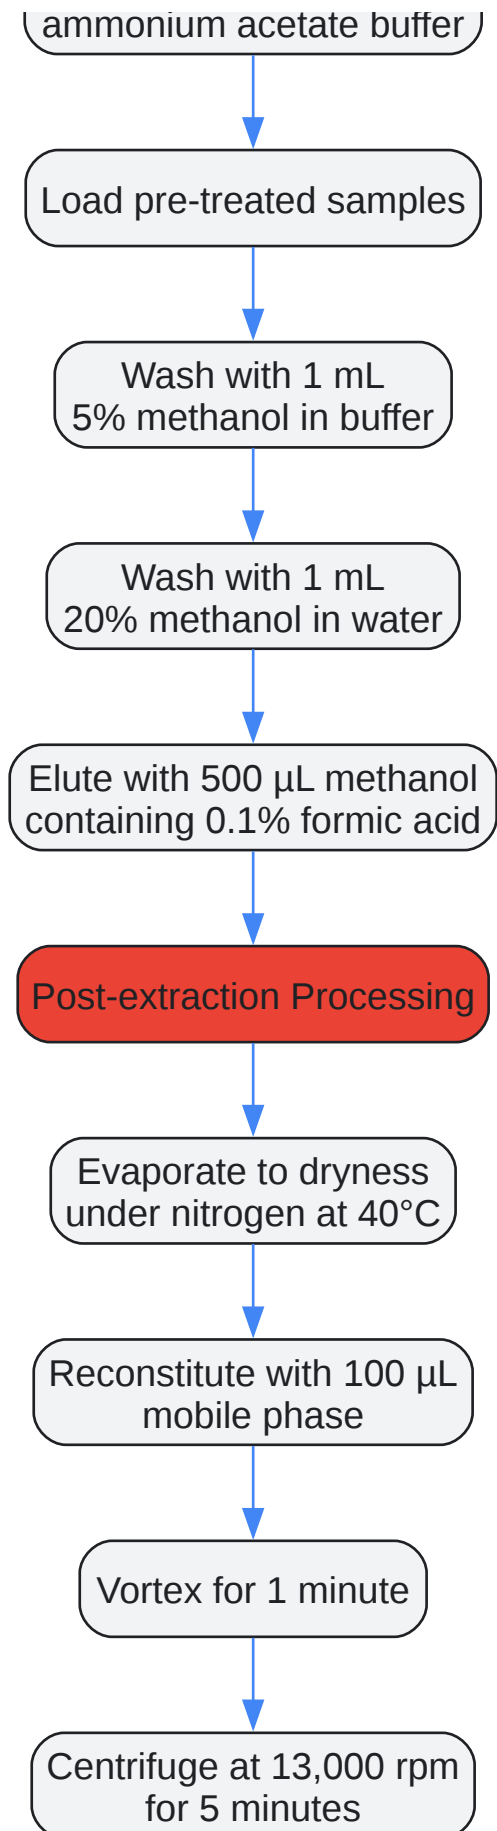 ammonium acetate buffer
Load pre-treated samples
Wash with 1 mL
5% methanol in buffer
Wash with 1 mL
20% methanol in water
Elute with 500 µL methanol
containing 0.1% formic acid
Post-extraction Processing
Evaporate to dryness
under nitrogen at 40°C
Reconstitute with 100 µL
mobile phase
Vortex for 1 minute
Centrifuge at 13,000 rpm
for 5 minutes